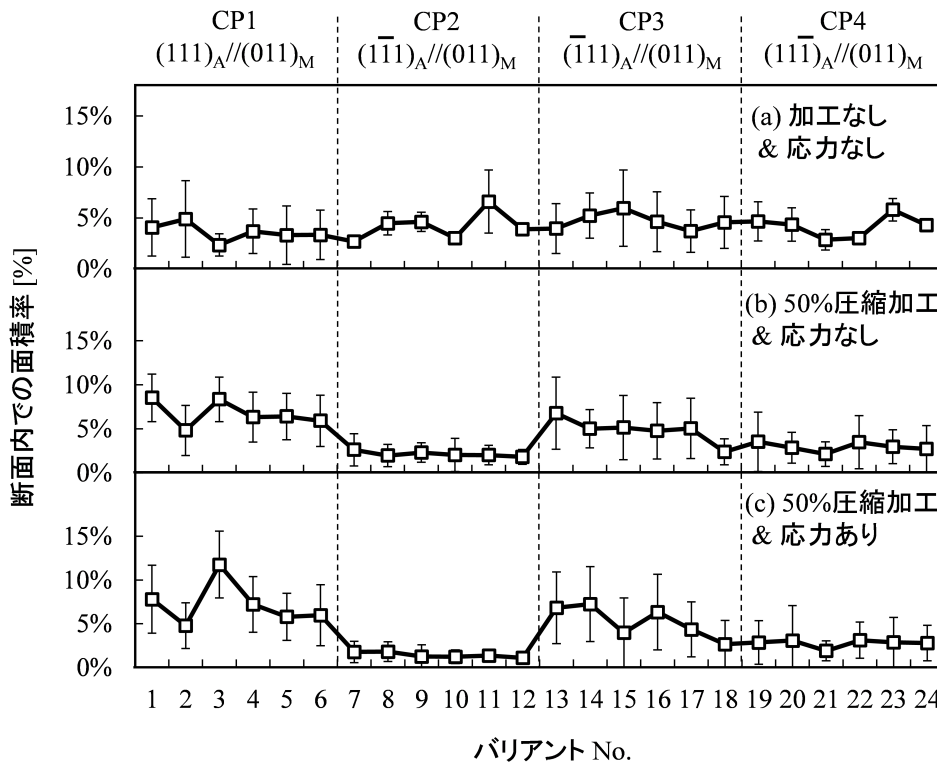 CP1 CP2 CP3 CP4
(111)A//(011)M (11̅1)A//(011)M (1̅11)A//(011)M (111̅)A//(011)M
断面内での面積率 [%]
15%
10%
5%
0%
(a) 加工なし
& 応力なし
15%
10%
5%
0%
(b) 50%圧縮加工
& 応力なし
15%
10%
5%
0%
(c) 50%圧縮加工
& 応力あり
1 2 3 4 5 6 7 8 9 10 11 12 13 14 15 16 17 18 19 20 21 22 23 24
バリアント No.